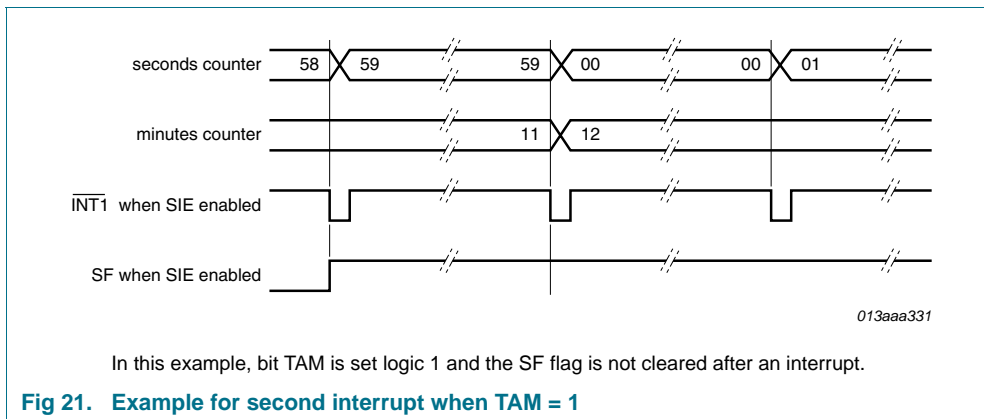 seconds counter 58 59 59 00 00 01
minutes counter 11 12
INT1 when SIE enabled
SF when SIE enabled
013aaa331
In this example, bit TAM is set logic 1 and the SF flag is not cleared after an interrupt.
Fig 21. Example for second interrupt when TAM = 1